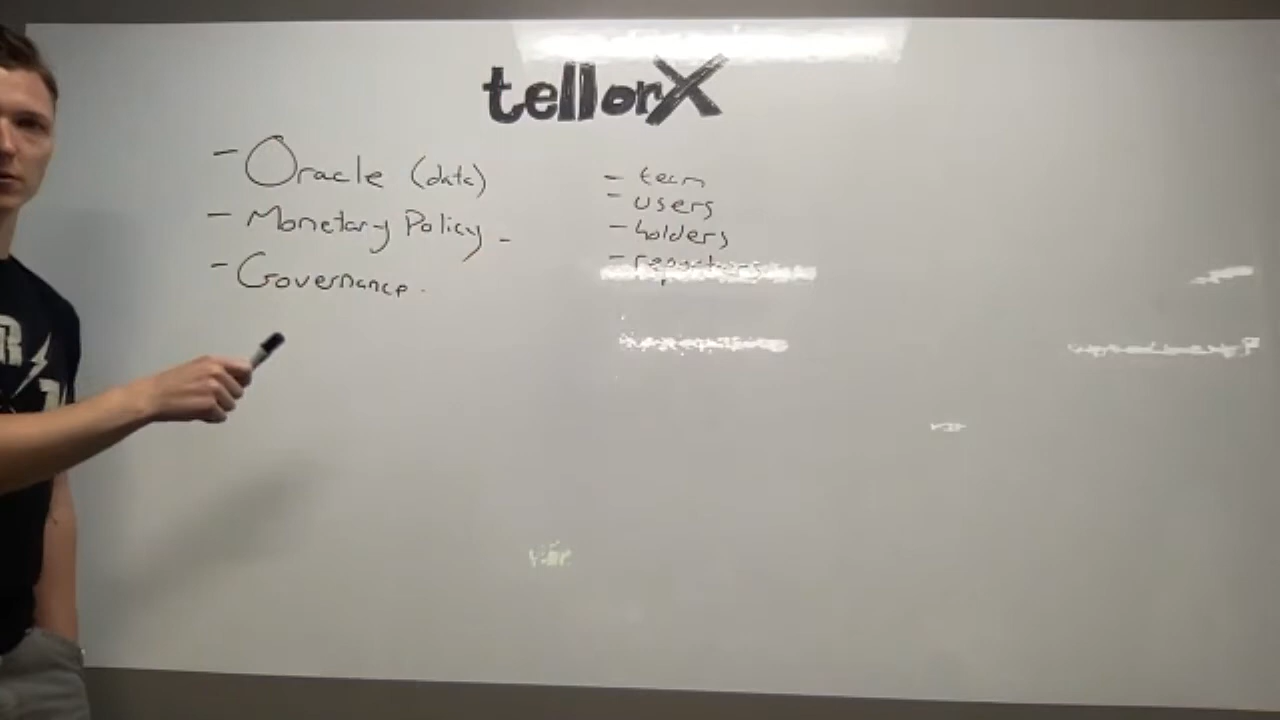 tellorX
- Oracle (data)
- Monetary Policy -
- Governance.
- team
- users
- holders